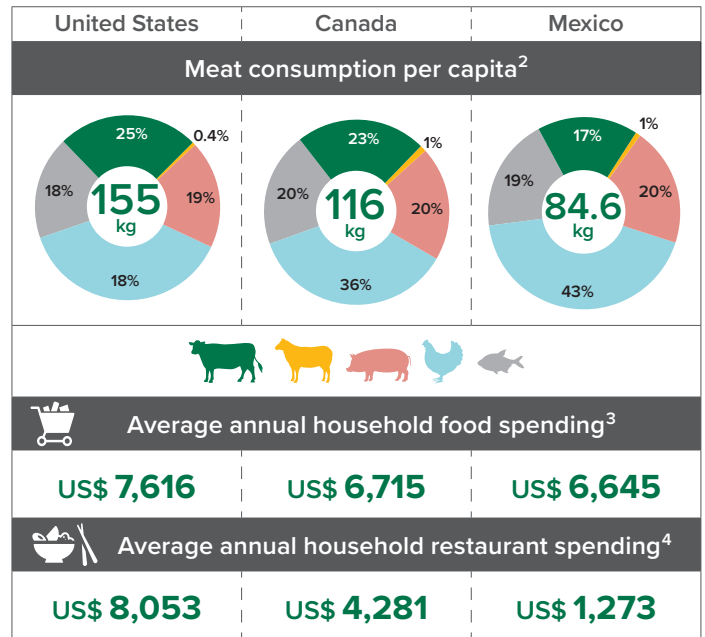 United States Canada Mexico
Meat consumption per capita²
25% 0.4% 19% 18% 18% 155 kg
23% 1% 20% 36% 20% 116 kg
17% 1% 20% 43% 19% 84.6 kg
Average annual household food spending³
US$ 7,616 US$ 6,715 US$ 6,645
Average annual household restaurant spending⁴
US$ 8,053 US$ 4,281 US$ 1,273